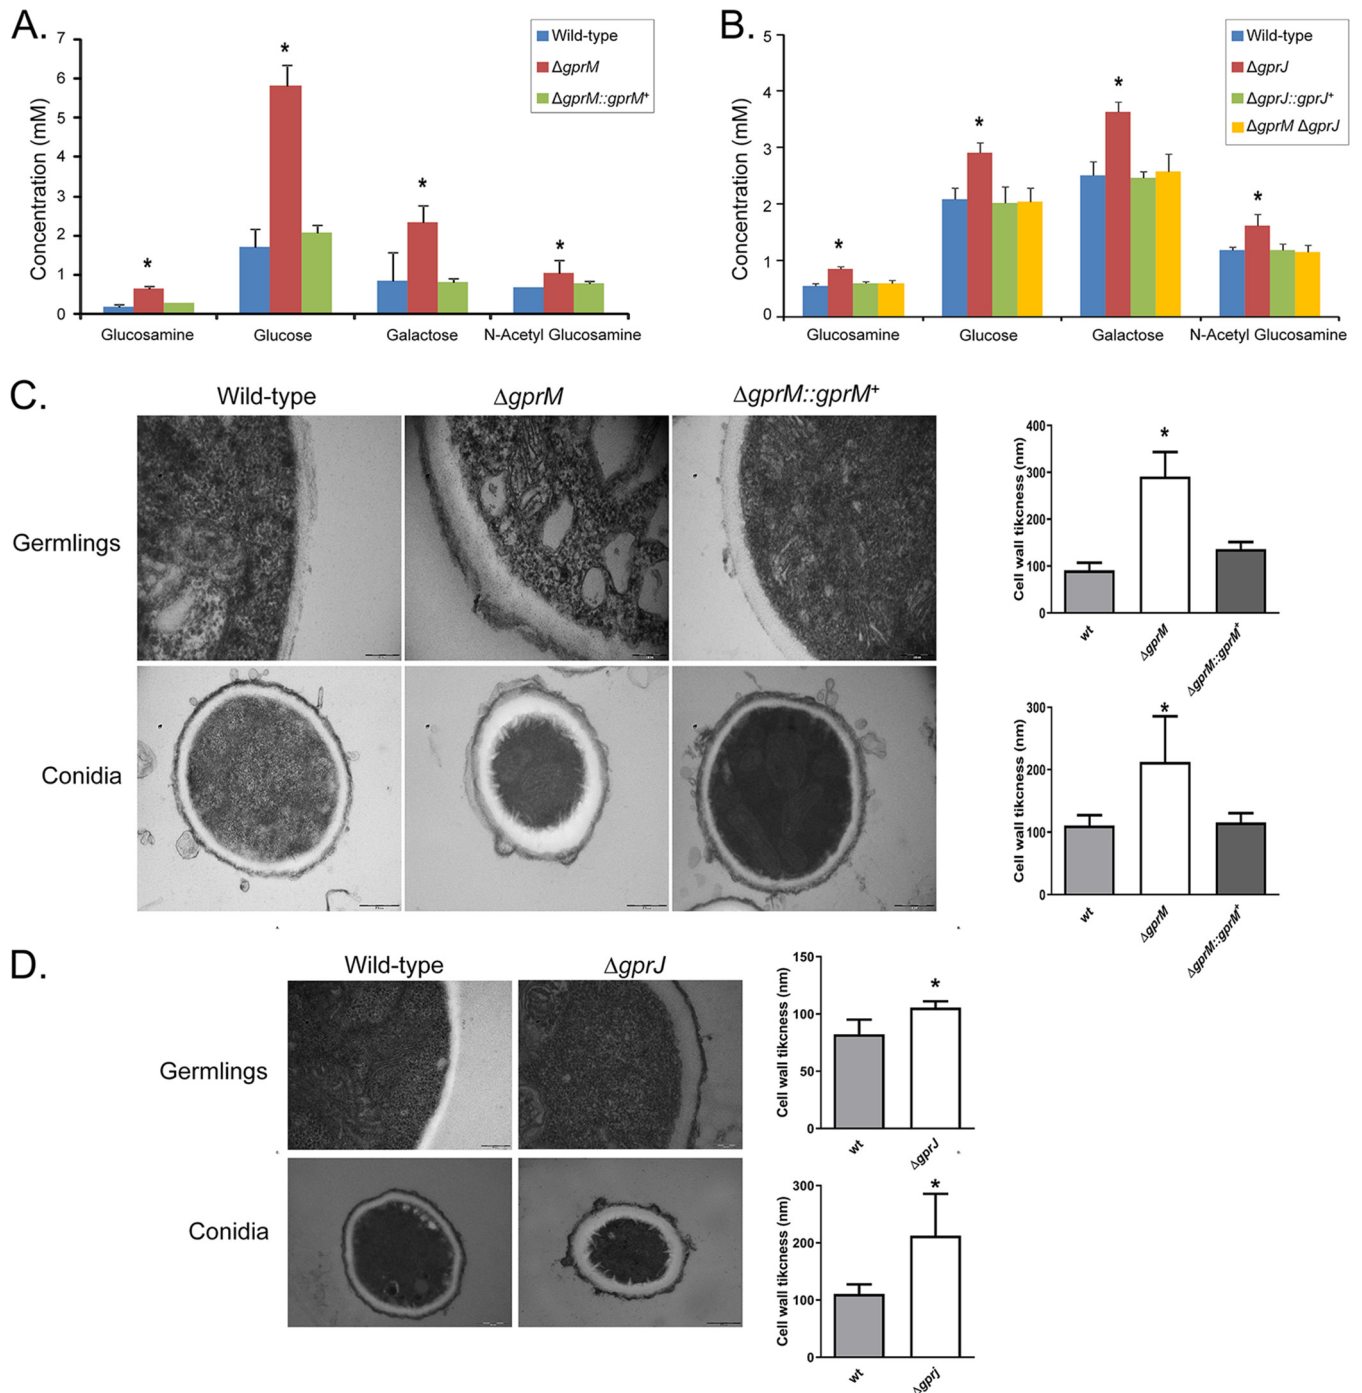 A.
7
6
5
4
3
2
1
0
Concentration (mM)
*
*
*
*
Wild-type
ΔgprM
ΔgprM::gprM+
Glucosamine
Glucose
Galactose
N-Acetyl Glucosamine
B.
5
4
3
2
1
0
Concentration (mM)
*
*
*
*
Wild-type
ΔgprJ
ΔgprJ::gprJ+
ΔgprM ΔgprJ
Glucosamine
Glucose
Galactose
N-Acetyl Glucosamine
C.
Wild-type
ΔgprM
ΔgprM::gprM+
Germlings
Conidia
Cell wall tikcness (nm)
400
300
200
100
0
*
wt
ΔgprM
ΔgprM::gprM+
Cell wall tikcness (nm)
300
200
100
0
*
wt
ΔgprM
ΔgprM::gprM+
D.
Wild-type
ΔgprJ
Germlings
Conidia
Cell wall tikcness (nm)
150
100
50
0
*
wt
ΔgprJ
Cell wall tikcness (nm)
300
200
100
0
*
wt
Δgprj